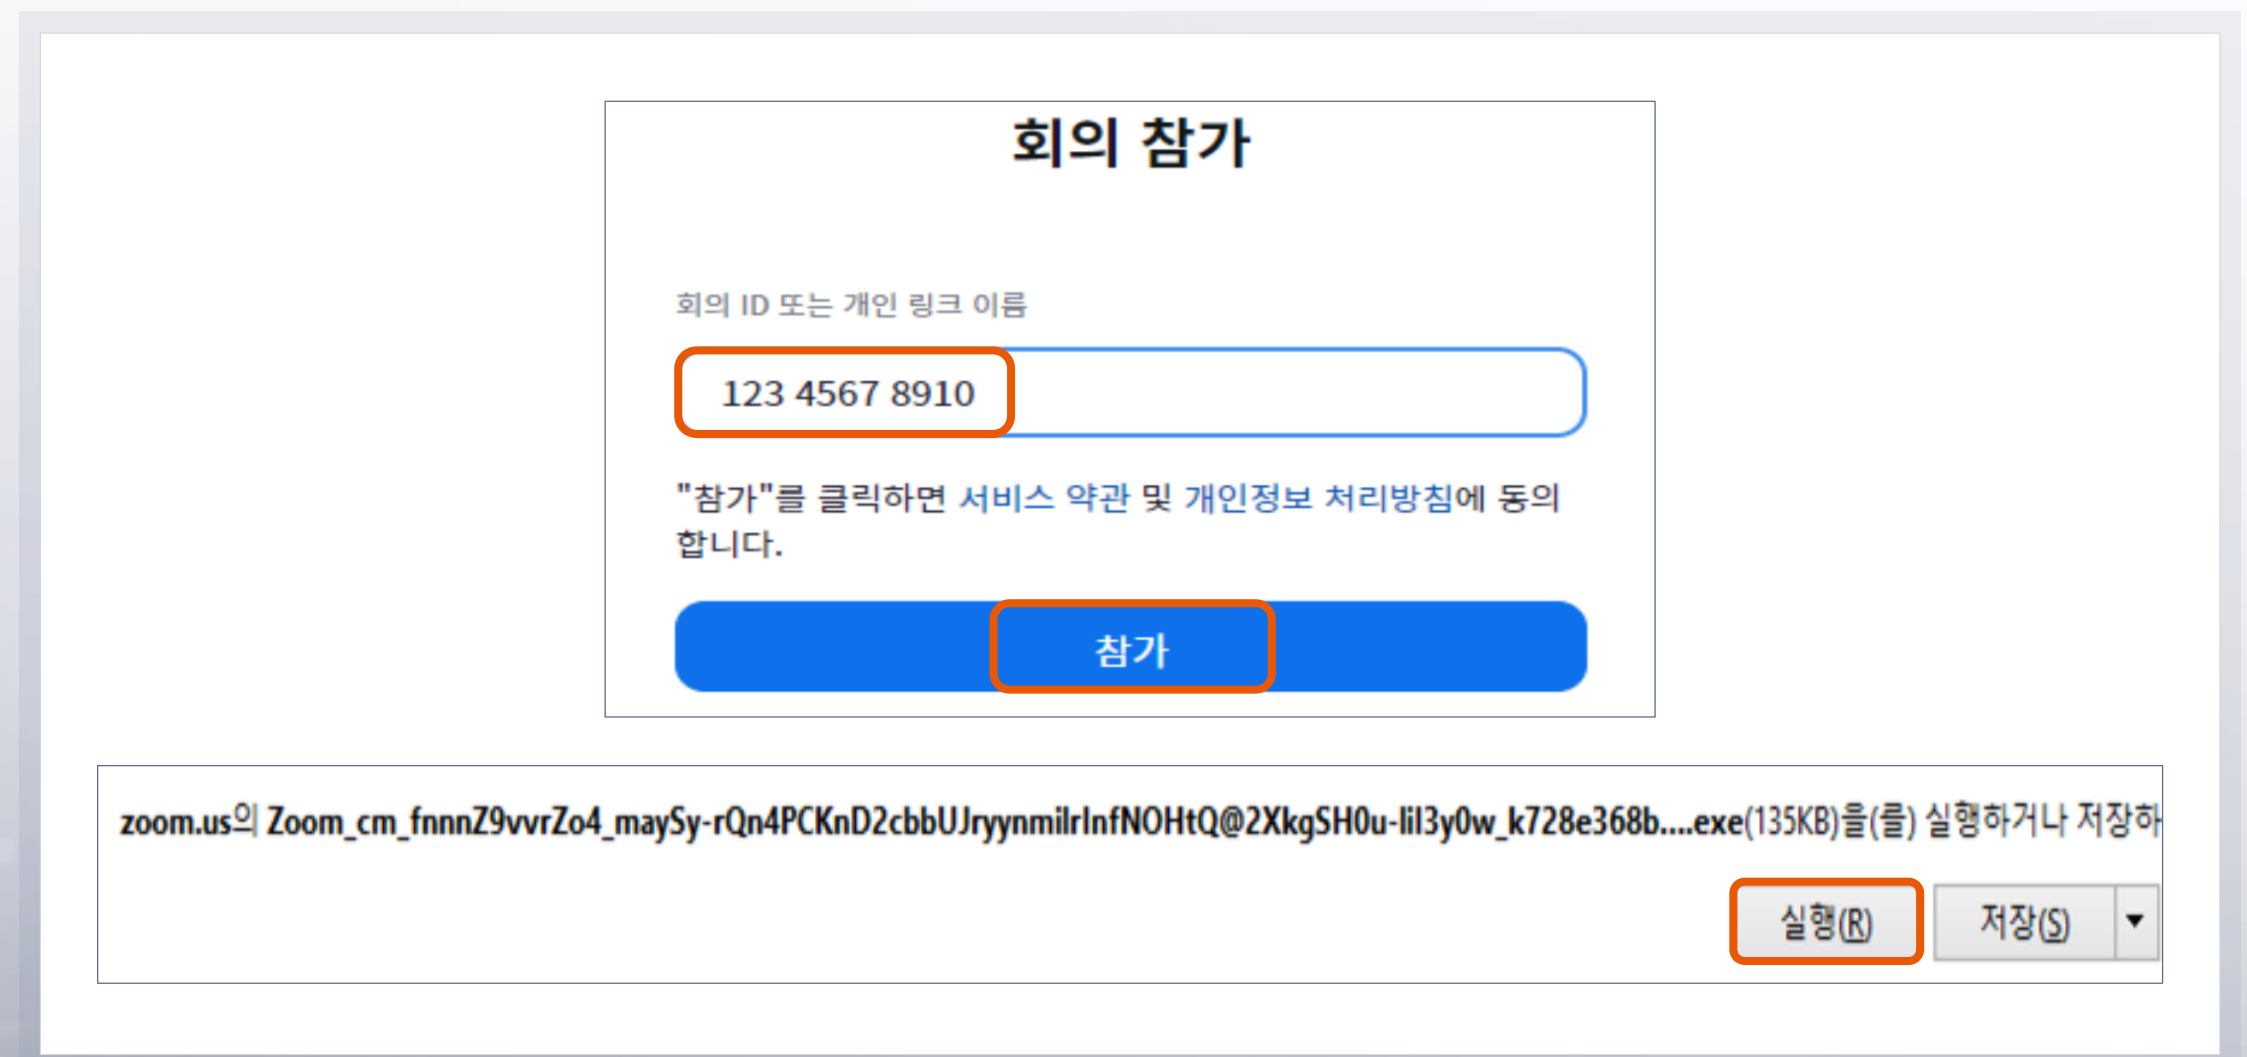 회의 참가
회의 ID 또는 개인 링크 이름
123 4567 8910
"참가"를 클릭하면 서비스 약관 및 개인정보 처리방침에 동의
합니다.
참가
zoom.us의 Zoom_cm_fnnnZ9vvrZo4_maySy-rQn4PCKnD2cbbUJryynmilrInfNOHtQ@2XkgSH0u-liI3y0w_k728e368b....exe(135KB)을(를) 실행하거나 저장하
실행(R) 저장(S)